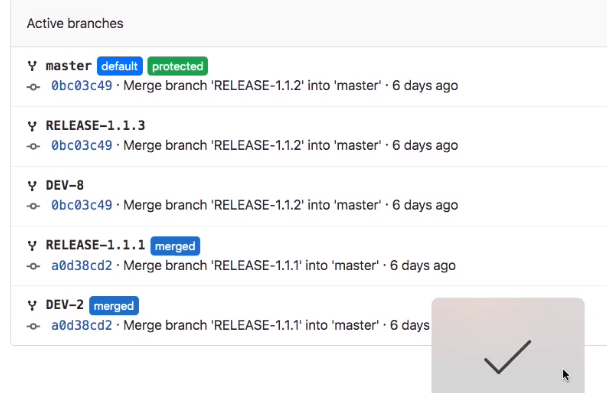 Active branches
master default protected
0bc03c49 · Merge branch 'RELEASE-1.1.2' into 'master' · 6 days ago
RELEASE-1.1.3
0bc03c49 · Merge branch 'RELEASE-1.1.2' into 'master' · 6 days ago
DEV-8
0bc03c49 · Merge branch 'RELEASE-1.1.2' into 'master' · 6 days ago
RELEASE-1.1.1 merged
a0d38cd2 · Merge branch 'RELEASE-1.1.1' into 'master' · 6 days ago
DEV-2 merged
a0d38cd2 · Merge branch 'RELEASE-1.1.1' into 'master' · 6 days